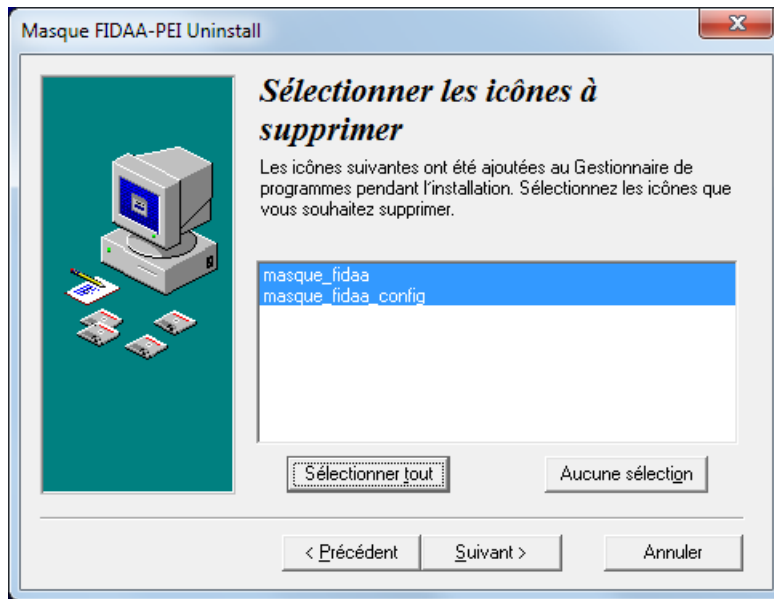 Masque FIDAA-PEI Uninstall
Sélectionner les icônes à
supprimer
Les icônes suivantes ont été ajoutées au Gestionnaire de
programmes pendant l'installation. Sélectionnez les icônes que
vous souhaitez supprimer.
masque_fidaa
masque_fidaa_config
Sélectionner tout
Aucune sélection
< Précédent
Suivant >
Annuler